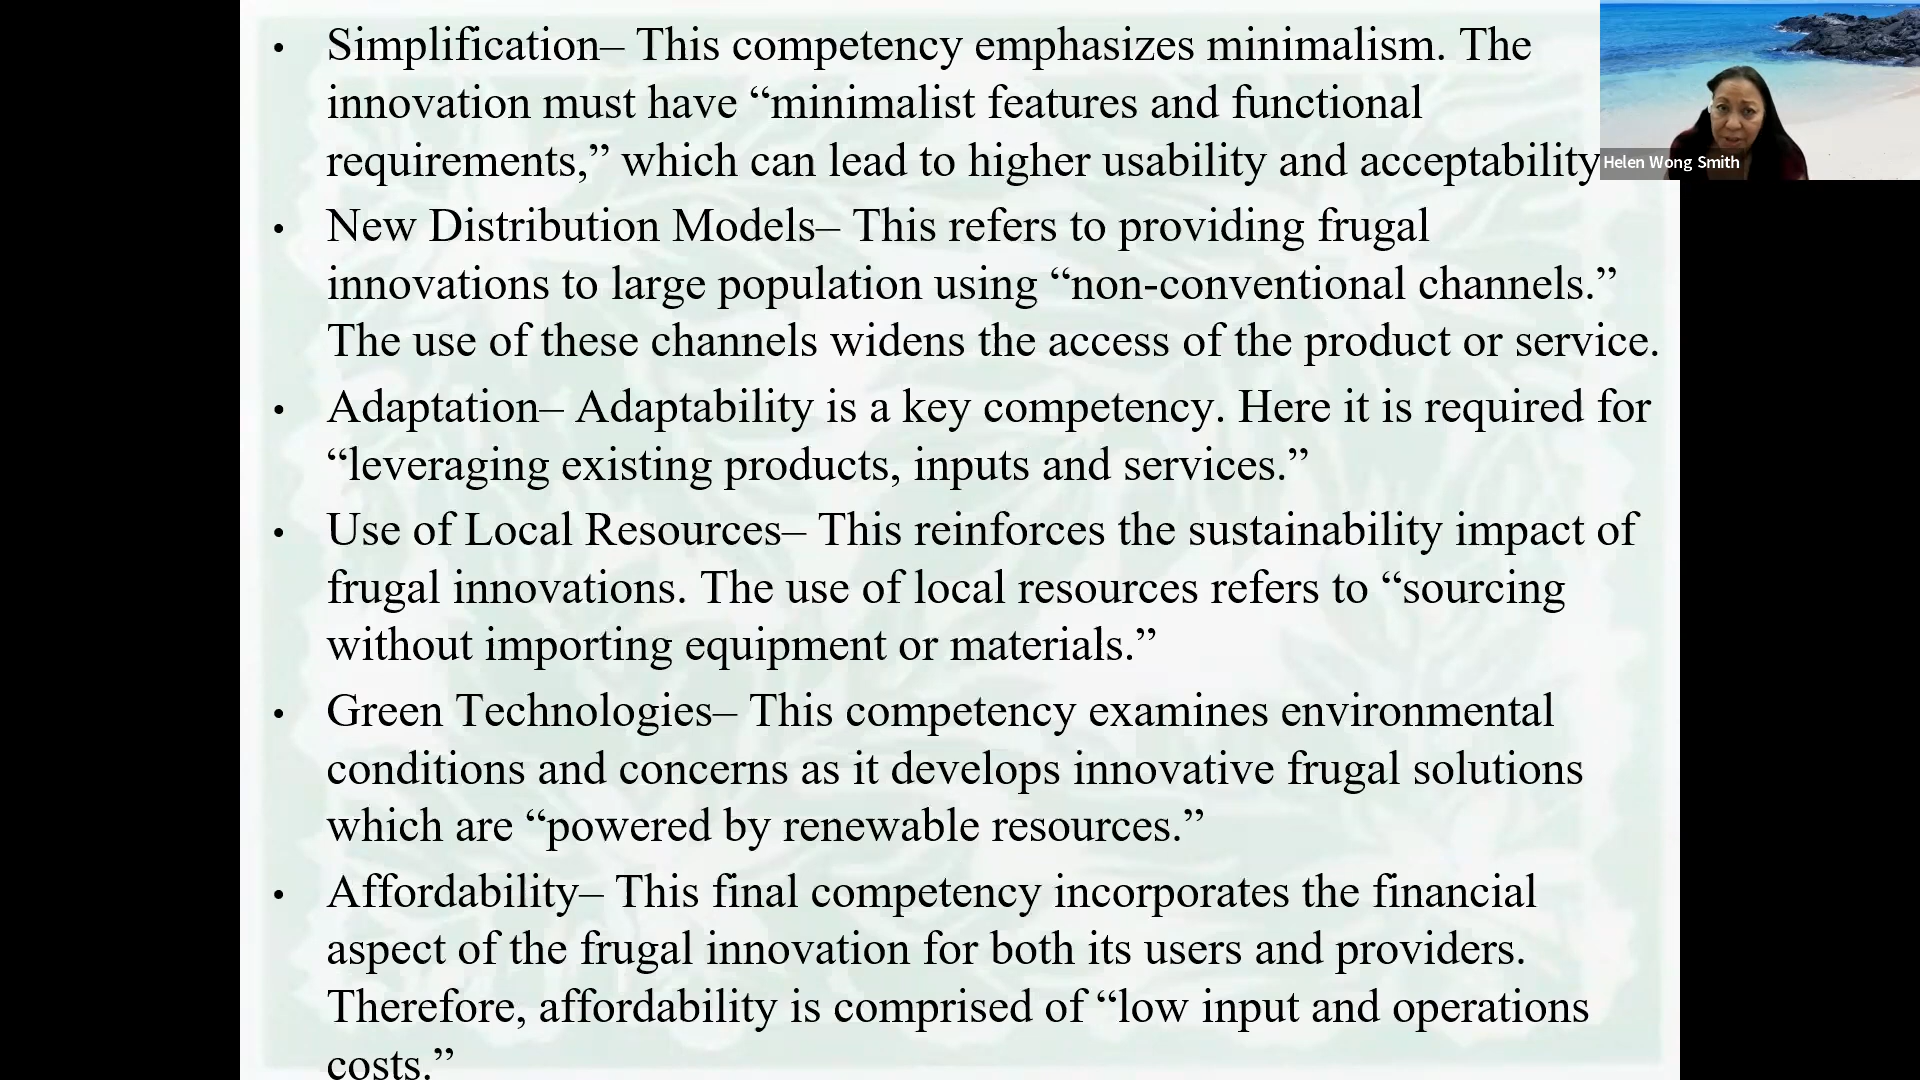 • Simplification– This competency emphasizes minimalism. The
innovation must have “minimalist features and functional
requirements,” which can lead to higher usability and acceptability
Helen Wong Smith
• New Distribution Models– This refers to providing frugal
innovations to large population using “non-conventional channels.”
The use of these channels widens the access of the product or service.
• Adaptation– Adaptability is a key competency. Here it is required for
“leveraging existing products, inputs and services.”
• Use of Local Resources– This reinforces the sustainability impact of
frugal innovations. The use of local resources refers to “sourcing
without importing equipment or materials.”
• Green Technologies– This competency examines environmental
conditions and concerns as it develops innovative frugal solutions
which are “powered by renewable resources.”
• Affordability– This final competency incorporates the financial
aspect of the frugal innovation for both its users and providers.
Therefore, affordability is comprised of “low input and operations
costs.”